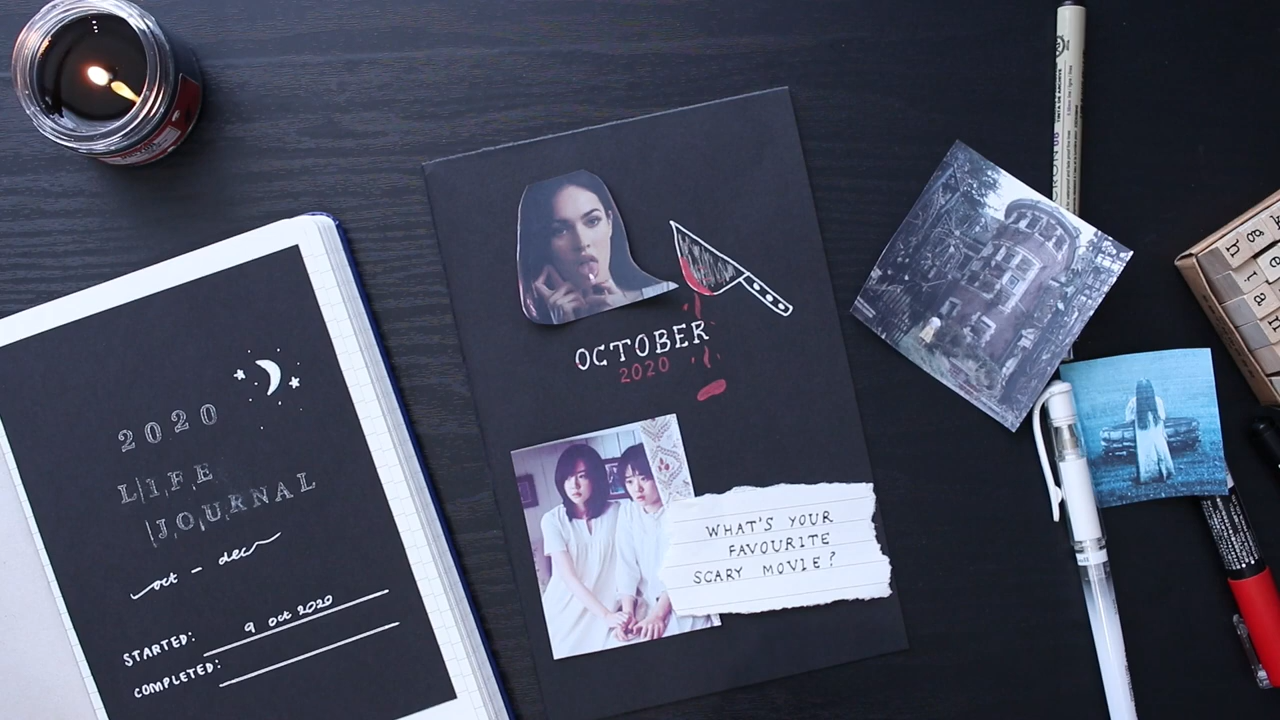 2020
LIFE
JOURNAL
oct - dec
STARTED: 9 oct 2020
COMPLETED:
OCTOBER
2020
WHAT'S YOUR
FAVOURITE
SCARY MOVIE?